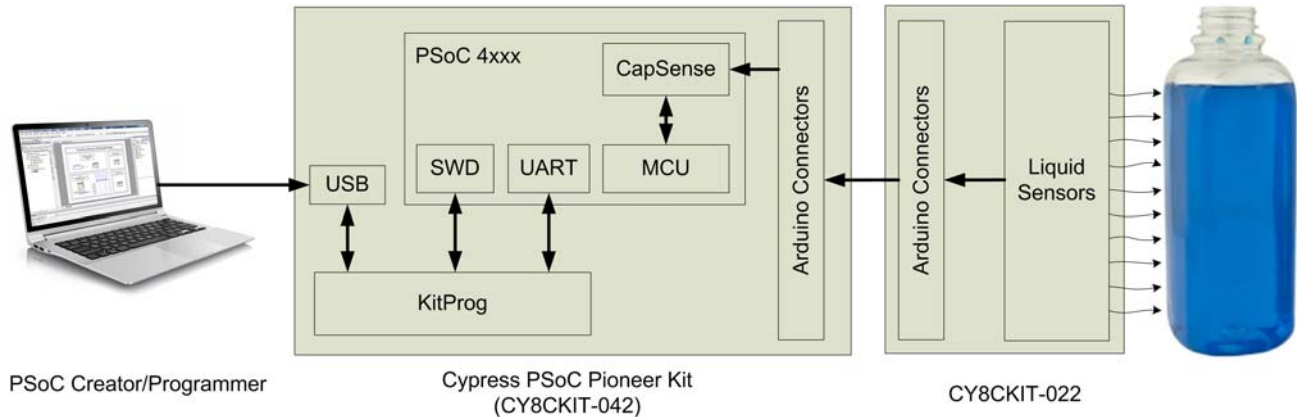 PSoC 4xxx
CapSense
SWD
UART
MCU
USB
KitProg
Arduino Connectors
Arduino Connectors
Liquid
Sensors
PSoC Creator/Programmer
Cypress PSoC Pioneer Kit
(CY8CKIT-042)
CY8CKIT-022